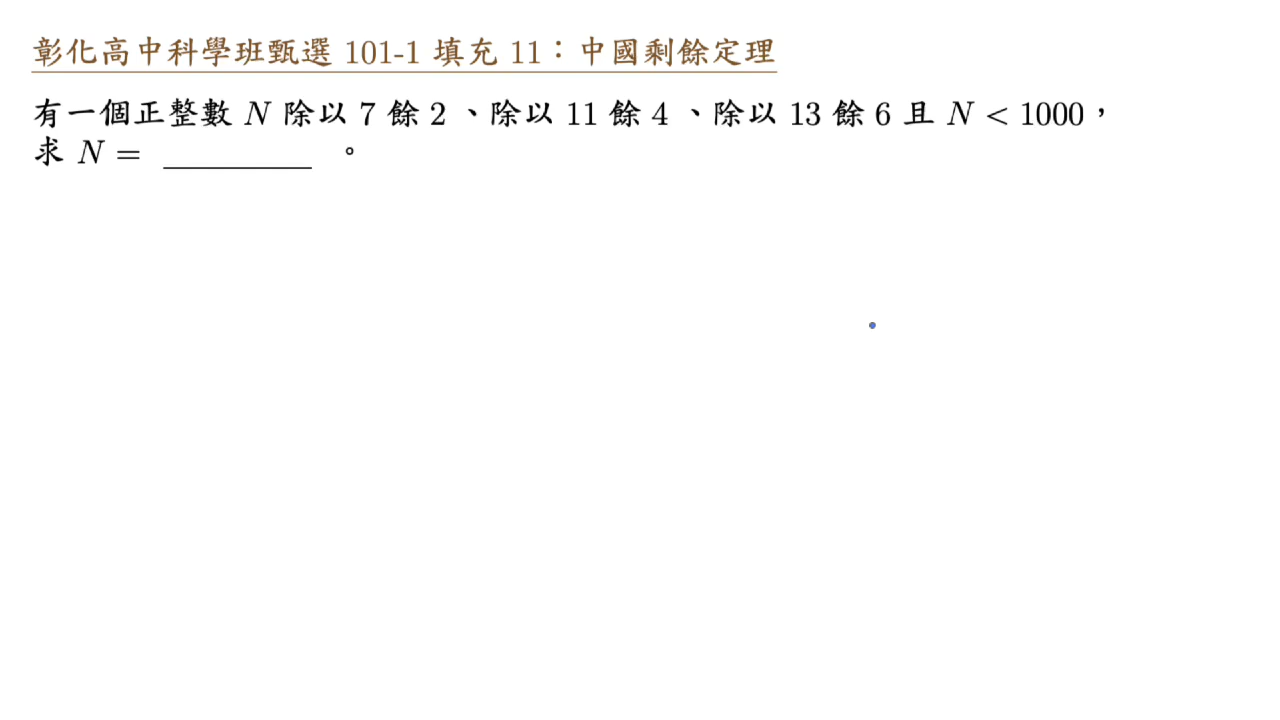 彰化高中科學班甄選 101-1 填充 11：中國剩餘定理
有一個正整數 N 除以 7 餘 2 、除以 11 餘 4 、除以 13 餘 6 且 N < 1000，
求 N = ＿＿＿＿ 。